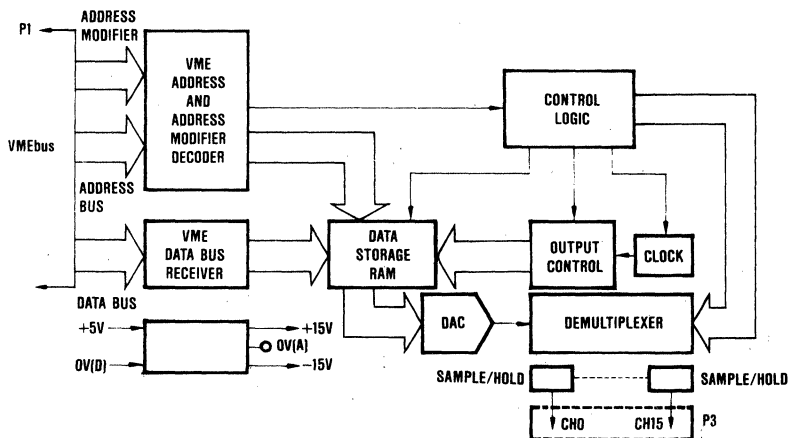 ADDRESS
MODIFIER
P1
VME
ADDRESS
AND
ADDRESS
MODIFIER
DECODER
CONTROL
LOGIC
VMEbus
ADDRESS
BUS
VME
DATA BUS
RECEIVER
DATA
STORAGE
RAM
OUTPUT
CONTROL
CLOCK
DATA BUS
+5V
+15V
0V(A)
0V(D)
-15V
DAC
DEMULTIPLEXER
SAMPLE/HOLD
SAMPLE/HOLD
CH0
CH15
P3